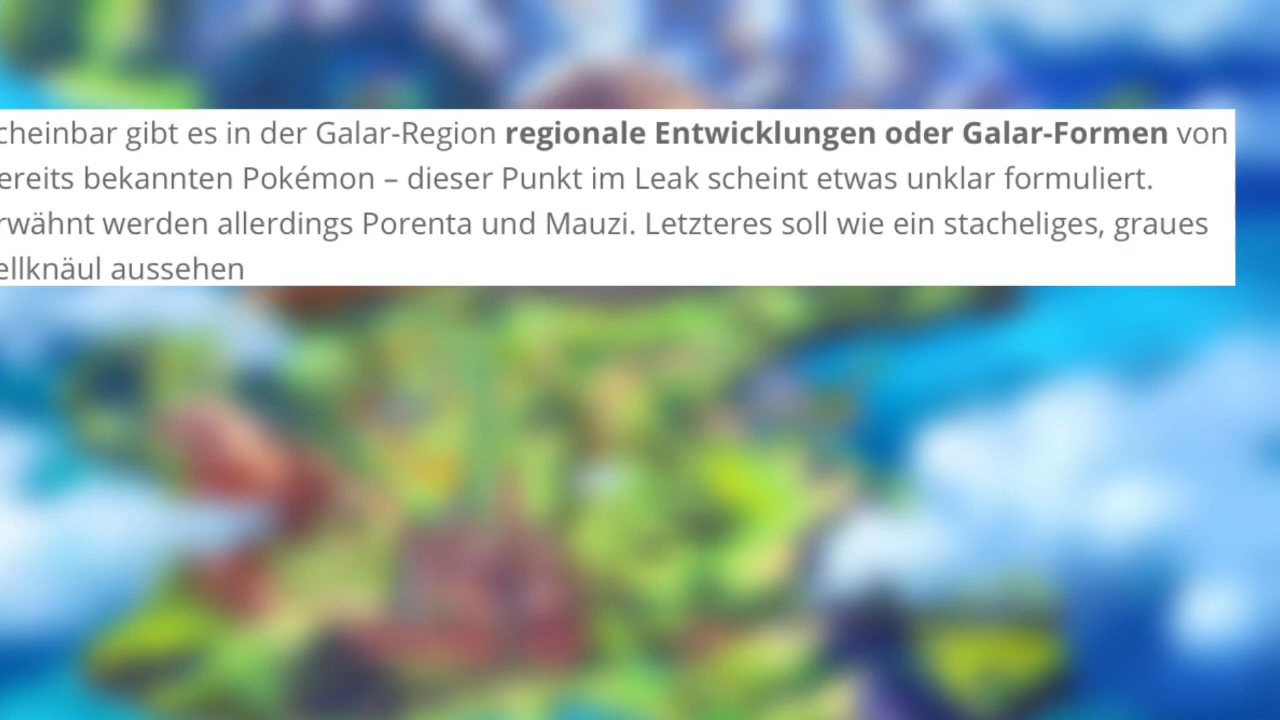 cheinbar gibt es in der Galar-Region regionale Entwicklungen oder Galar-Formen von
ereits bekannten Pokémon – dieser Punkt im Leak scheint etwas unklar formuliert.
rwähnt werden allerdings Porenta und Mauzi. Letzteres soll wie ein stacheliges, graues
ellknäul aussehen